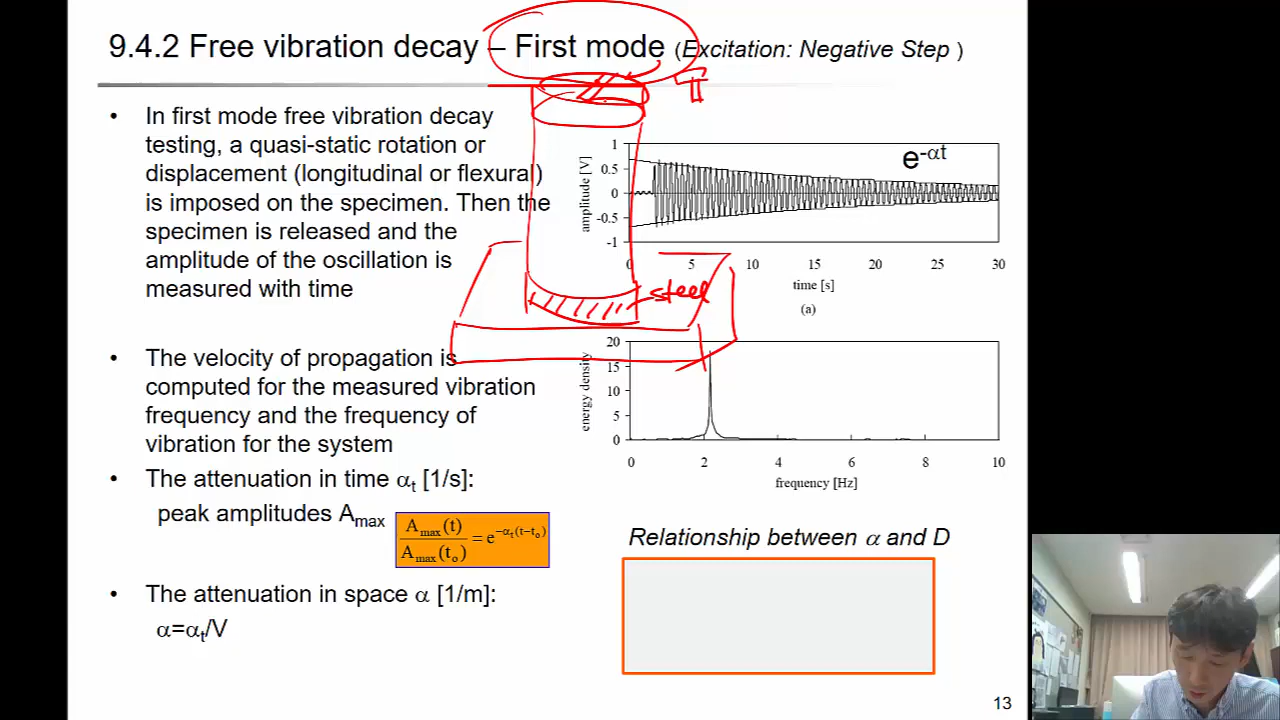 9.4.2 Free vibration decay – First mode (Excitation: Negative Step )
• In first mode free vibration decay
testing, a quasi-static rotation or
displacement (longitudinal or flexural)
is imposed on the specimen. Then the
specimen is released and the
amplitude of the oscillation is
measured with time
• The velocity of propagation is
computed for the measured vibration
frequency and the frequency of
vibration for the system
• The attenuation in time αt [1/s]:
peak amplitudes Amax
Amax(t)
Amax(to)
= e-αt(t-to)
• The attenuation in space α [1/m]:
α=αt/V
steel
e-αt
amplitude [V]
1
0.5
0
-0.5
-1
0 5 10 15 20 25 30
time [s]
(a)
energy density
20
15
10
5
0
0 2 4 6 8 10
frequency [Hz]
Relationship between α and D
13